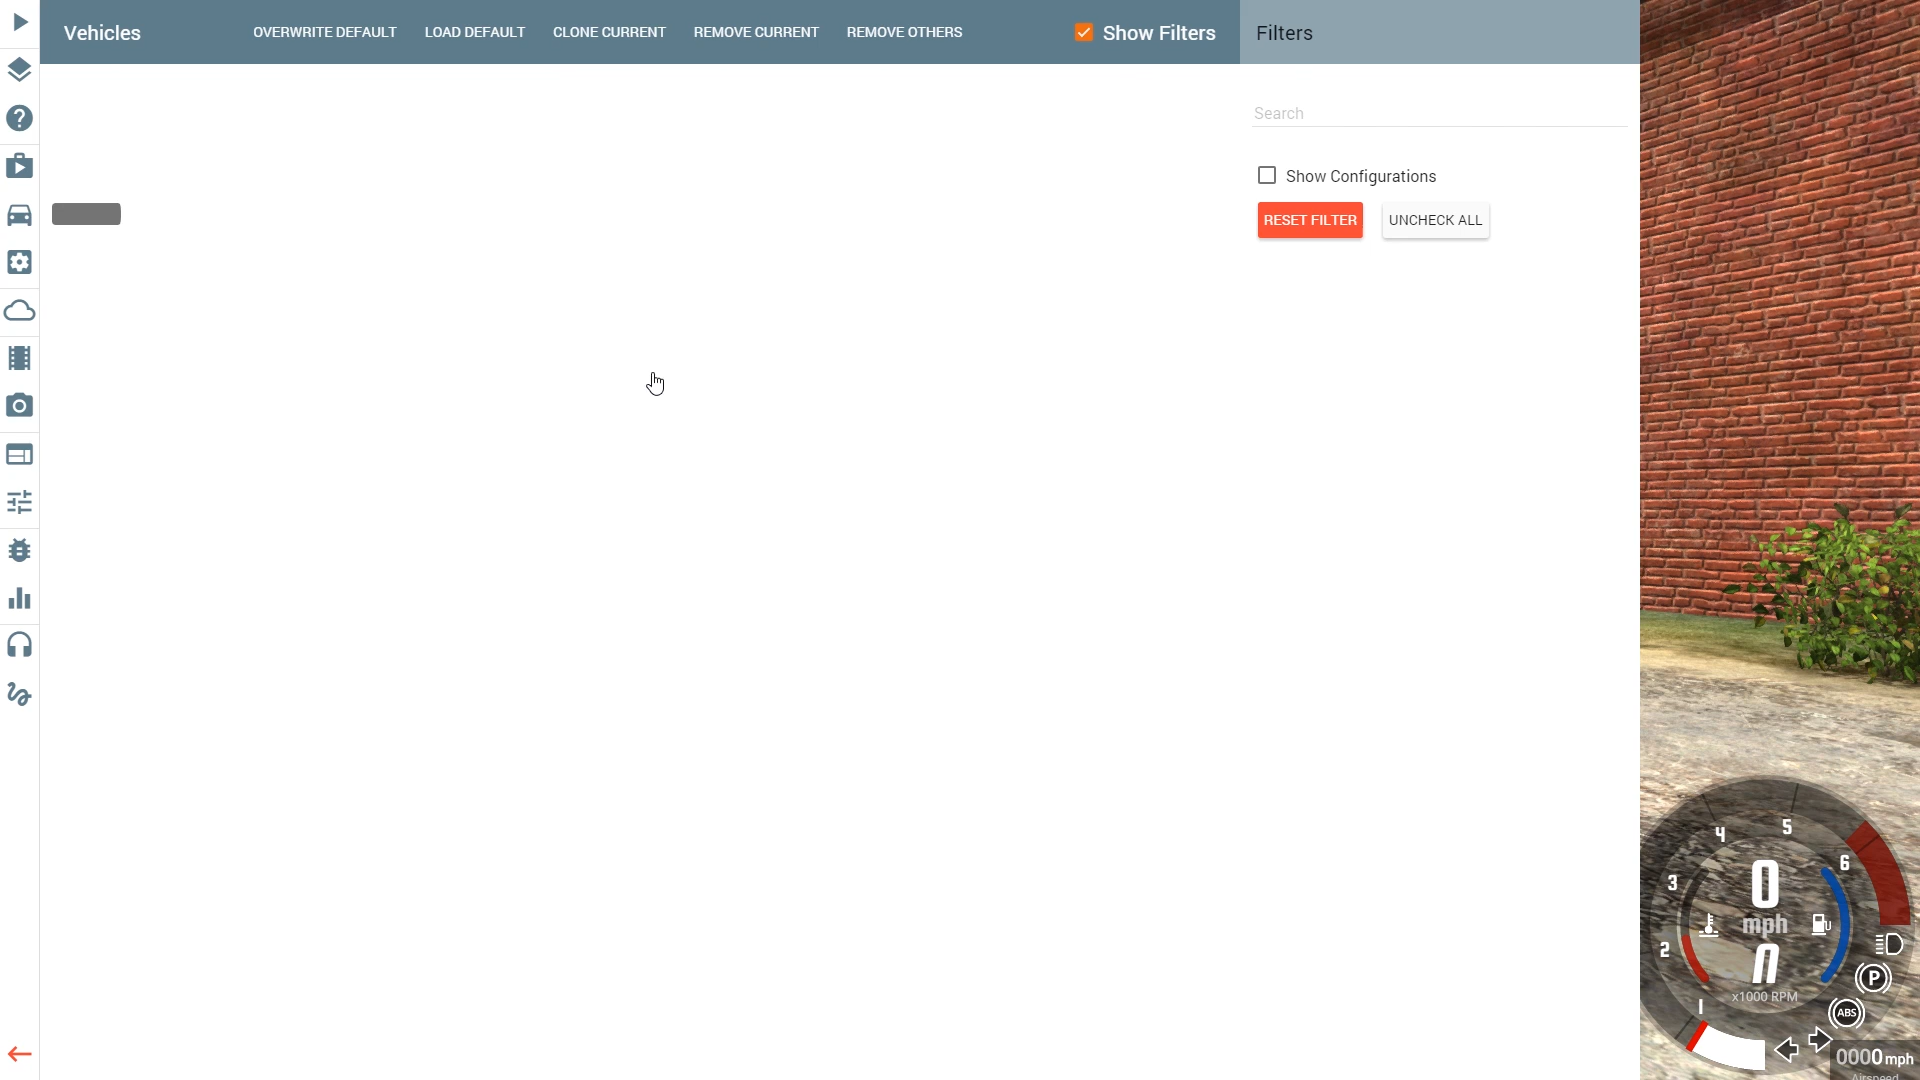 Vehicles
OVERWRITE DEFAULT
LOAD DEFAULT
CLONE CURRENT
REMOVE CURRENT
REMOVE OTHERS
Show Filters
Filters
Search
Show Configurations
RESET FILTER
UNCHECK ALL
1
2
3
4
5
6
0
mph
n
x1000 RPM
P
ABS
0000 mph
Airspeed